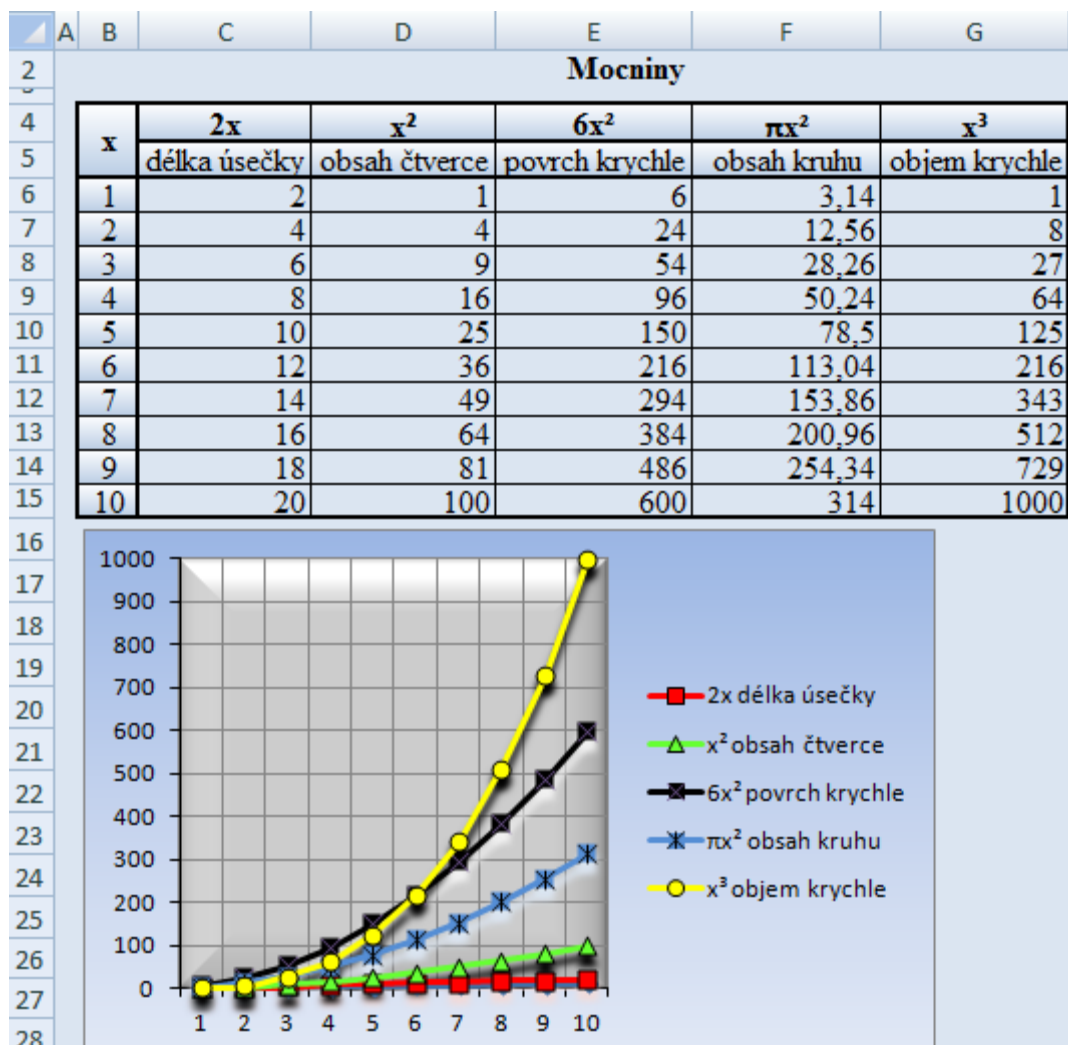 A B C D E F G
2 Mocniny
4 x 2x x² 6x² πx² x³
5 délka úsečky obsah čtverce povrch krychle obsah kruhu objem krychle
6 1 2 1 6 3,14 1
7 2 4 4 24 12,56 8
8 3 6 9 54 28,26 27
9 4 8 16 96 50,24 64
10 5 10 25 150 78,5 125
11 6 12 36 216 113,04 216
12 7 14 49 294 153,86 343
13 8 16 64 384 200,96 512
14 9 18 81 486 254,34 729
15 10 20 100 600 314 1000
16
17
18
19
20
21
22
23
24
25
26
27
28
1000
900
800
700
600
500
400
300
200
100
0
1 2 3 4 5 6 7 8 9 10
2x délka úsečky
x² obsah čtverce
6x² povrch krychle
πx² obsah kruhu
x³ objem krychle